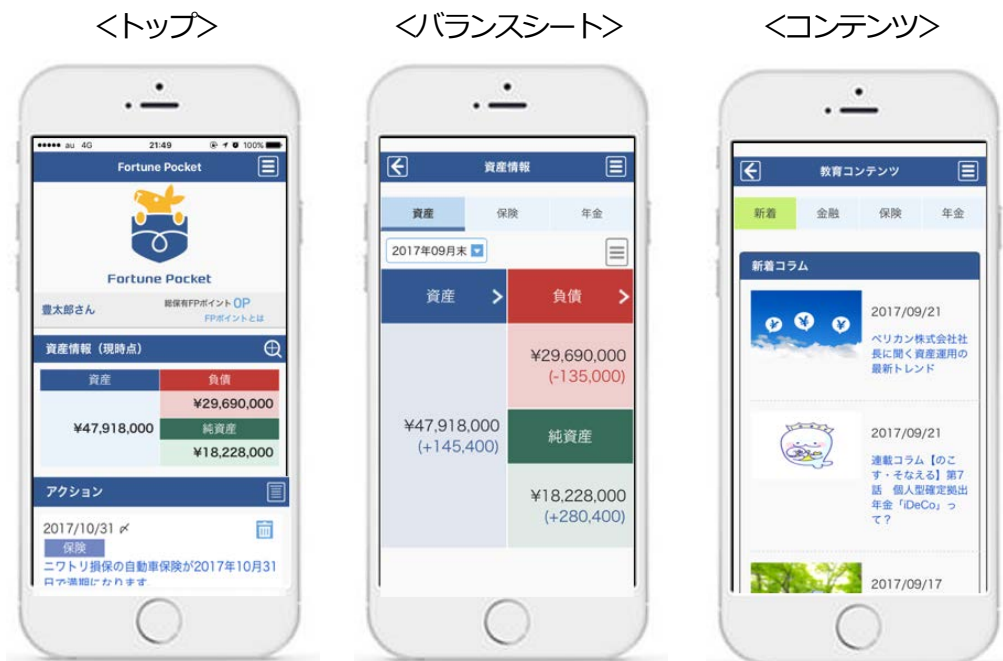 <トップ>
<バランスシート>
<コンテンツ>
au 4G 21:49 100%
Fortune Pocket
Fortune Pocket
豊太郎さん
総保有FPポイント 0P
FPポイントとは
資産情報（現時点）
資産 負債
¥29,690,000
¥47,918,000 純資産
¥18,228,000
アクション
2017/10/31 〆
保険
ニワトリ損保の自動車保険が2017年10月31
日で満期になります
資産情報
資産 保険 年金
2017年09月末
資産 負債
¥29,690,000
(-135,000)
¥47,918,000
(+145,400)
純資産
¥18,228,000
(+280,400)
教育コンテンツ
新着 金融 保険 年金
新着コラム
¥ ¥ ¥
2017/09/21
ペリカン株式会社社
長に聞く資産運用の
最新トレンド
2017/09/21
連載コラム【のこ
す・そなえる】第7
話 個人型確定拠出
年金「iDeCo」っ
て？
2017/09/17